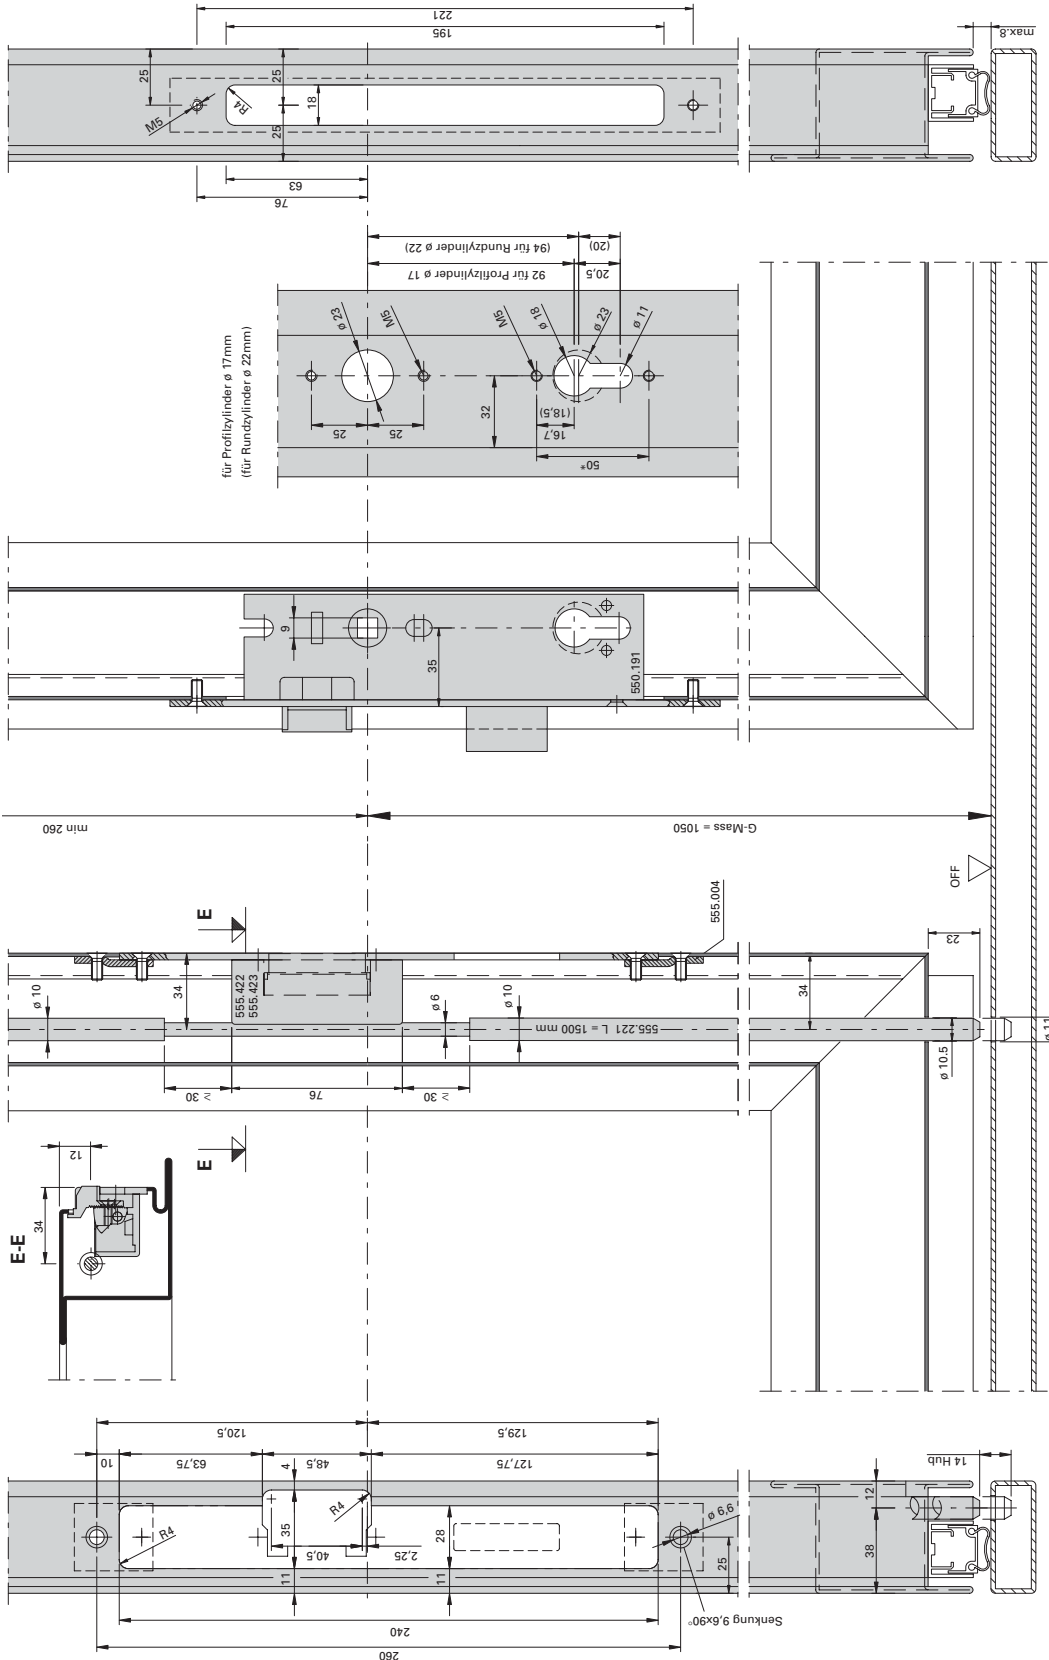 221
195
max.8
25
25
25
M5
R4
18
63
76
(94 für Rundzylinder ø 22)
(20)
92 für Profilzylinder ø 17
20,5
für Profilzylinder ø 17mm
(für Rundzylinder ø 22mm)
ø 23
M5
M5
ø 18
ø 23
ø 11
32
25
25
(18,5)
16,7
50*
9
35
550.191
min 260
G-Mass = 1050
OFF
E
555.004
23
ø 10
34
555.422
555.423
ø 6
ø 10
555.221 L = 1500 mm
34
ø 10.5
ø 11
≥ 30
76
≥ 30
E
E-E
12
34
120,5
129,5
10
63,75
4
48,5
127,75
14 Hub
12
R4
35
R4
28
ø 6,6
40,5
2,25
11
11
25
38
Senkung 9,6x90°
240
260